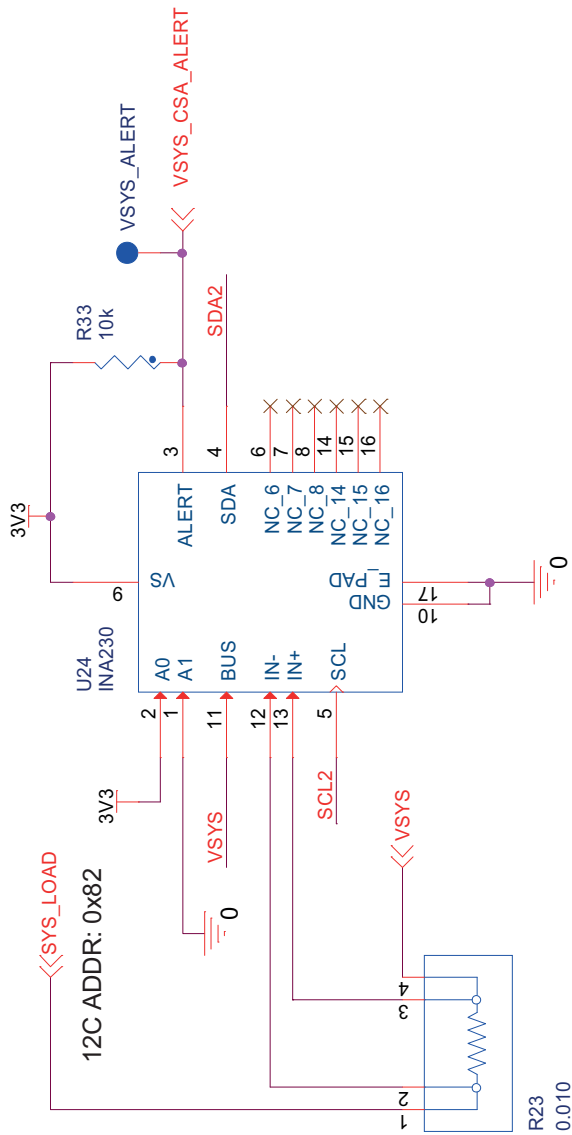 SYS_LOAD
12C ADDR: 0x82
3V3
0
VSYS
SCL2
VSYS
R23
0.010
1
2
3
4
U24
INA230
2
1
11
12
13
5
A0
A1
BUS
IN-
IN+
SCL
3V3
9
VS
GND
E_PAD
10
17
0
ALERT
SDA
NC_6
NC_7
NC_8
NC_14
NC_15
NC_16
3
4
6
7
8
14
15
16
R33
10k
SDA2
VSYS_ALERT
VSYS_CSA_ALERT